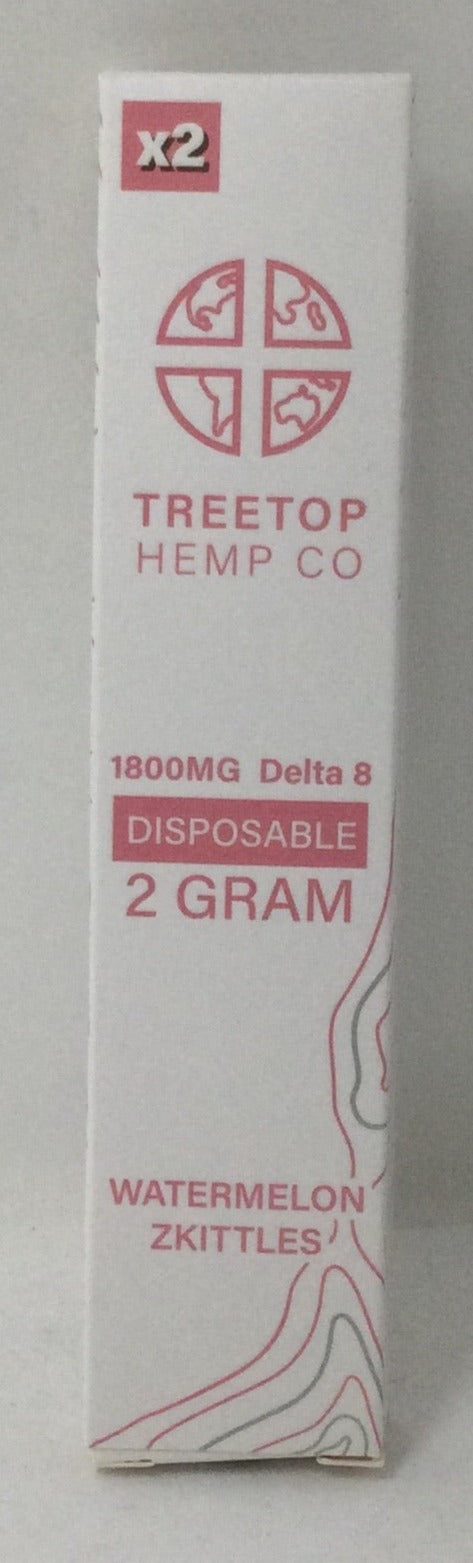 x2
TREETOP
HEMP CO
1800MG Delta 8
DISPOSABLE
2 GRAM
WATERMELON
ZKITTLES